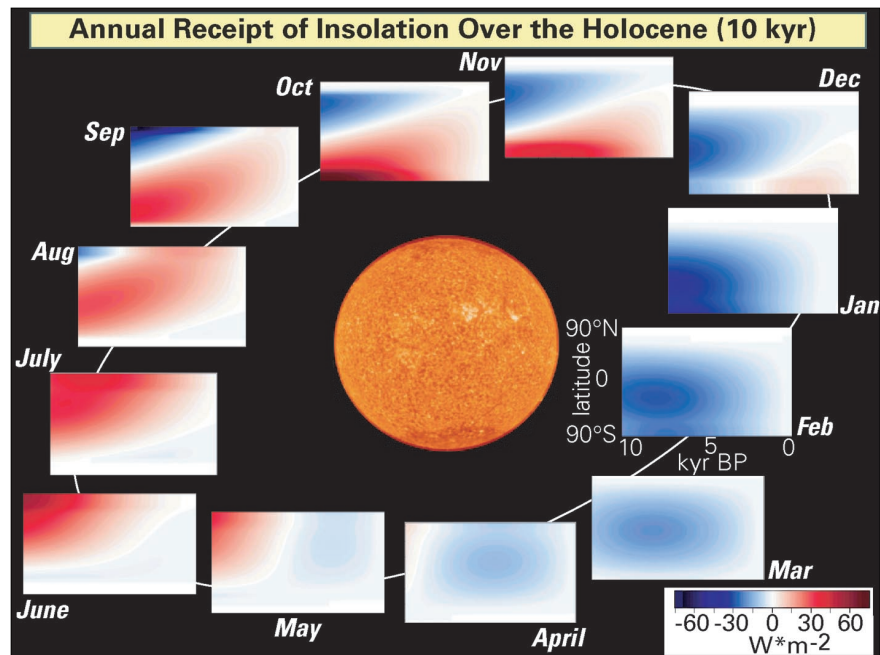 Annual Receipt of Insolation Over the Holocene (10 kyr)
Nov
Oct
Dec
Sep
Aug
Jan
90°N
July
latitude
0
Feb
90°S
10 5 0
kyr BP
Mar
June
May
April
-60 -30 0 30 60
W*m-2